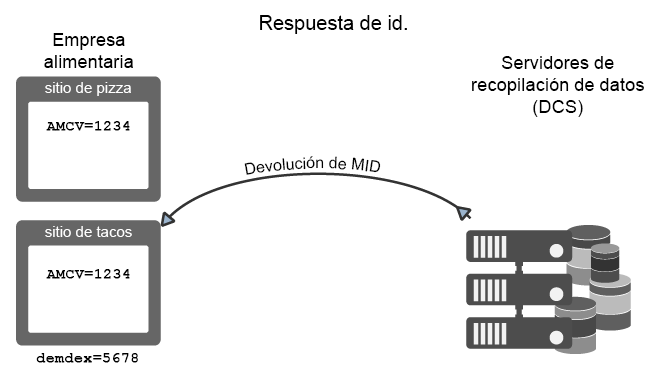 Respuesta de id.
Empresa
alimentaria
sitio de pizza
AMCV=1234
Servidores de
recopilación de datos
(DCS)
Devolución de MID
sitio de tacos
AMCV=1234
demdex=5678